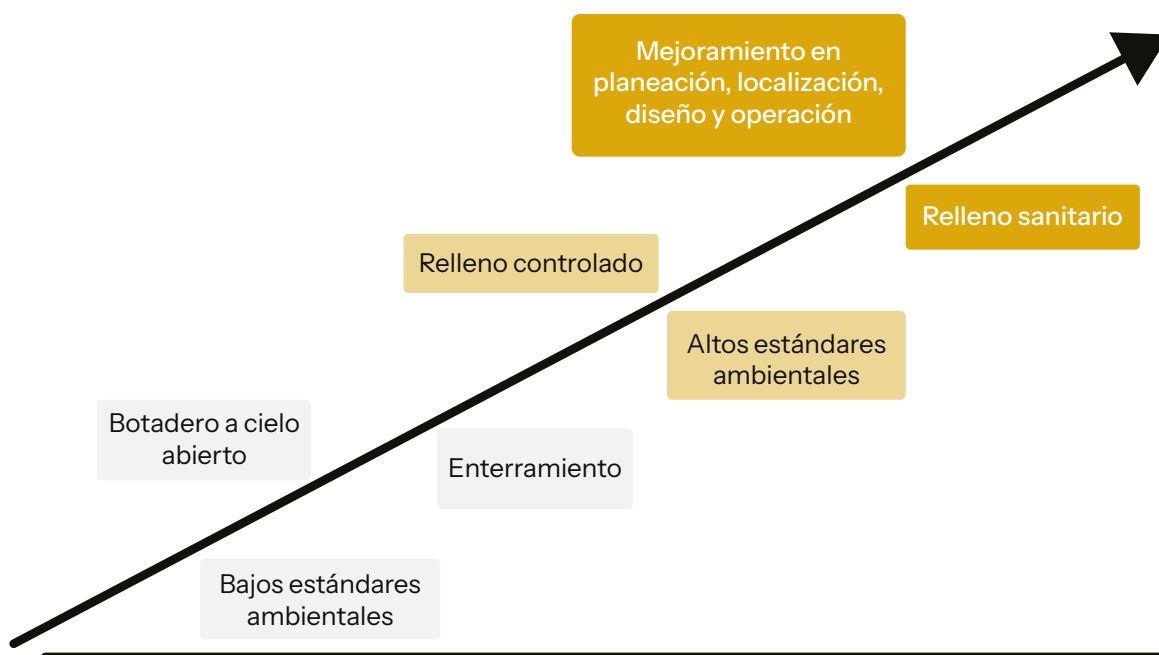 Mejoramiento en
planeación, localización,
diseño y operación
Relleno sanitario
Relleno controlado
Altos estándares
ambientales
Botadero a cielo
abierto
Enterramiento
Bajos estándares
ambientales